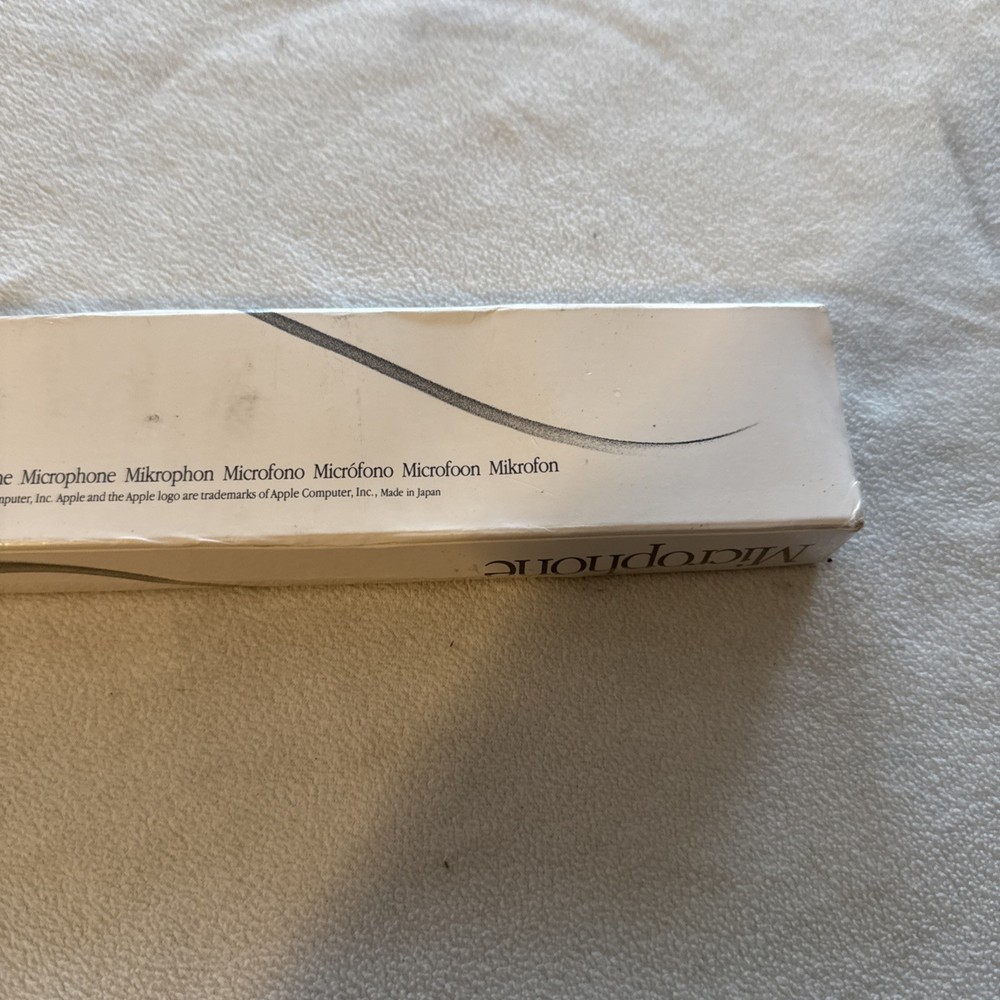 ne Microphone Mikrophon Microfono Micrófono Microfoon Mikrofon
mputer, Inc. Apple and the Apple logo are trademarks of Apple Computer, Inc., Made in Japan
Microphone